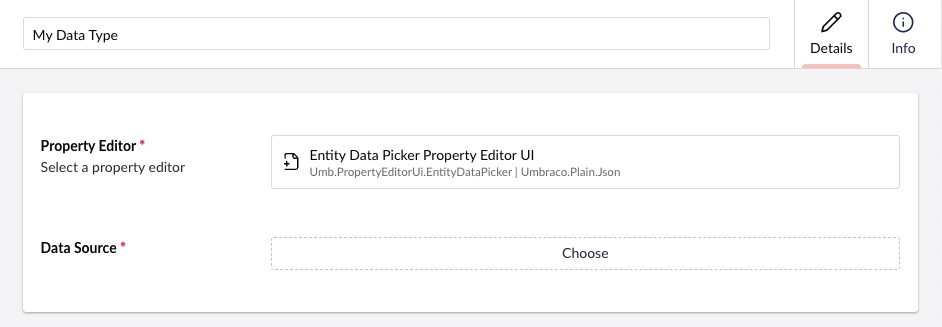 My Data Type
Details
Info
Property Editor *
Select a property editor
Entity Data Picker Property Editor UI
Umb.PropertyEditorUi.EntityDataPicker | Umbraco.Plain.Json
Data Source *
Choose